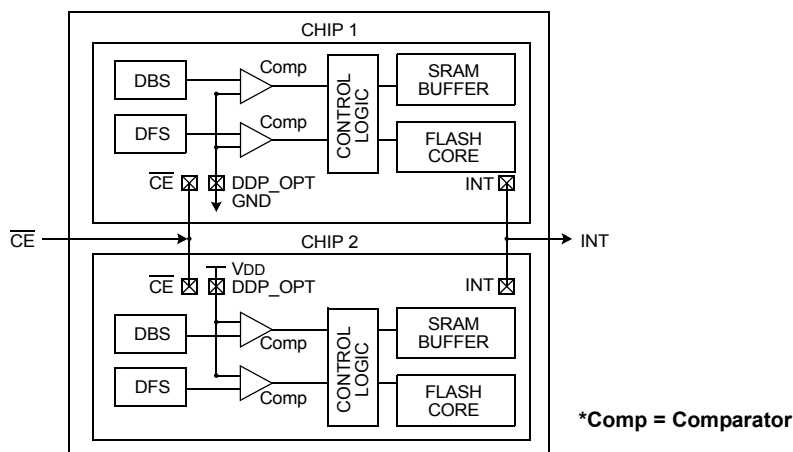 CHIP 1
DBS
Comp
SRAM
BUFFER
DFS
Comp
CONTROL
LOGIC
FLASH
CORE
CE
DDP_OPT
GND
INT
CE
INT
CHIP 2
VDD
CE
DDP_OPT
INT
DBS
Comp
SRAM
BUFFER
DFS
Comp
CONTROL
LOGIC
FLASH
CORE
*Comp = Comparator